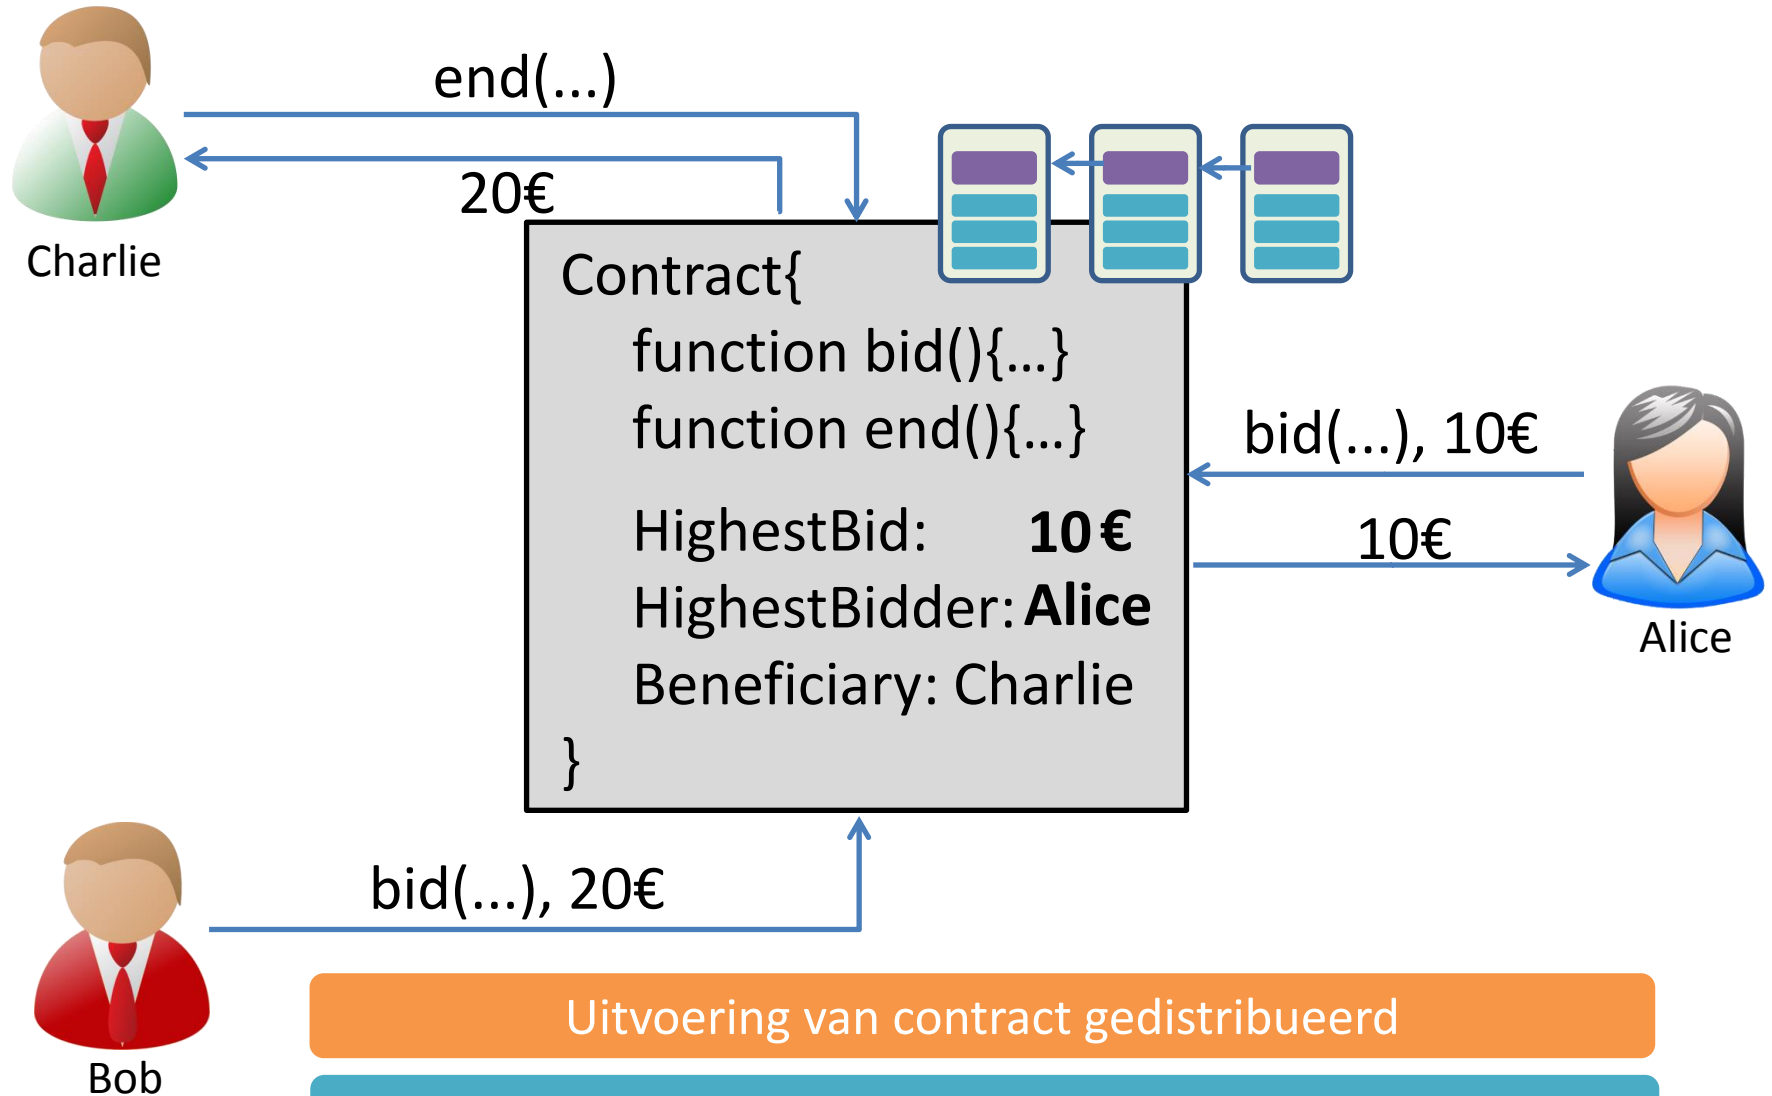 end(...)
20€
Charlie
Contract{
function bid(){...}
function end(){...}
HighestBid: 10 €
HighestBidder: Alice
Beneficiary: Charlie
}
bid(...), 10€
10€
Alice
bid(...), 20€
Bob
Uitvoering van contract gedistribueerd